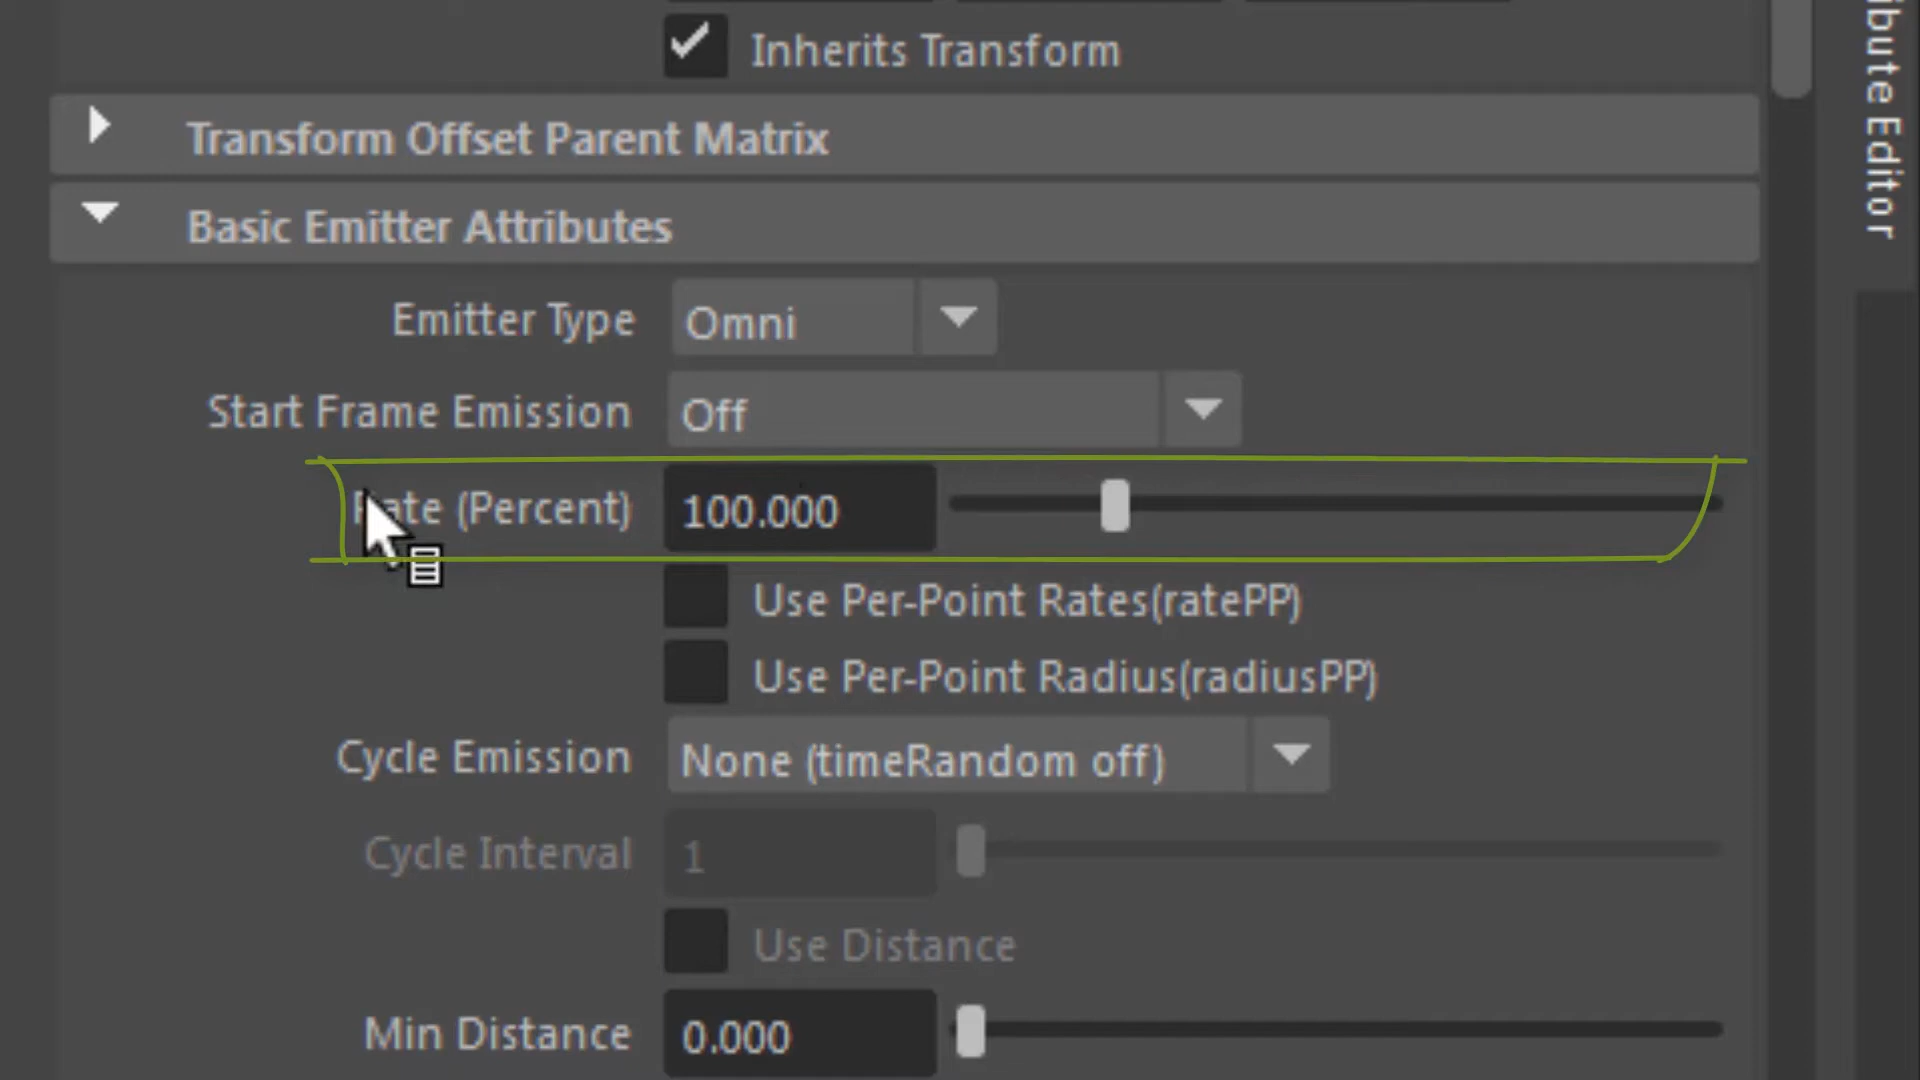 Inherits Transform
Transform Offset Parent Matrix
Basic Emitter Attributes
Emitter Type Omni
Start Frame Emission Off
Rate (Percent) 100.000
Use Per-Point Rates(ratePP)
Use Per-Point Radius(radiusPP)
Cycle Emission None (timeRandom off)
Cycle Interval 1
Use Distance
Min Distance 0.000
ibute Editor